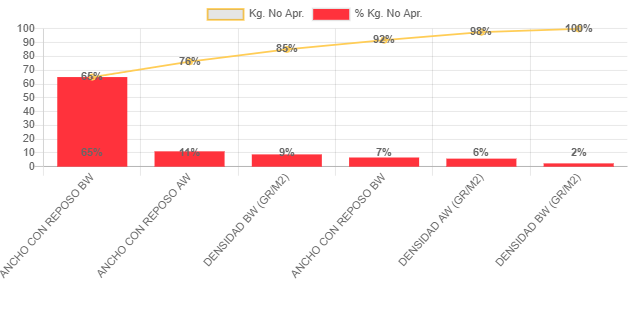 Kg. No Apr. % Kg. No Apr.
100
90
80
70
60
50
40
30
20
10
0
65% 76% 85% 92% 98% 100%
65% 11% 9% 7% 6% 2%
ANCHO CON REPOSO BW
ANCHO CON REPOSO AW
DENSIDAD BW (GR/M2)
ANCHO CON REPOSO BW
DENSIDAD AW (GR/M2)
DENSIDAD BW (GR/M2)